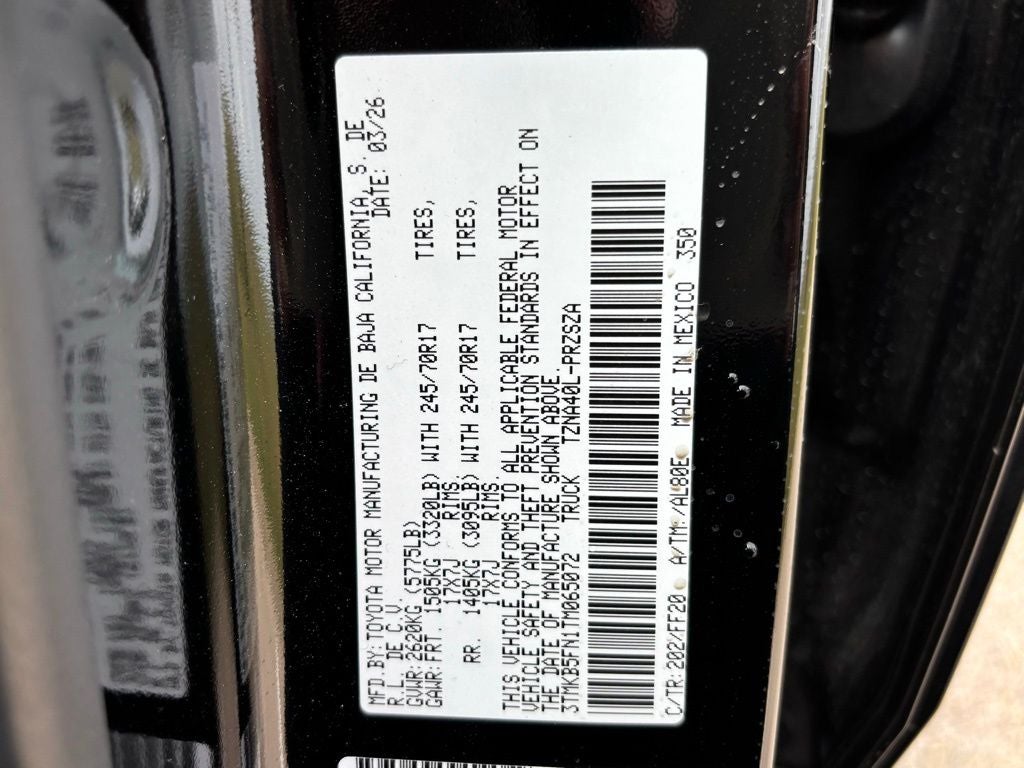 MFD.BY:TOYOTA MOTOR MANUFACTURING DE BAJA CALIFORNIA, S. DE
R.L. DE C.V. DATE: 03/26
GVWR:2620KG (5775LB)
GAWR:FRT. 1505KG (3320LB) WITH 245/70R17 TIRES,
17X7J RIMS.
RR. 1405KG (3095LB) WITH 245/70R17 TIRES,
17X7J RIMS.
THIS VEHICLE CONFORMS TO ALL APPLICABLE FEDERAL MOTOR
VEHICLE SAFETY AND THEFT PREVENTION STANDARDS IN EFFECT ON
THE DATE OF MANUFACTURE SHOWN ABOVE.
3TMKB5FN1TM065072 TRUCK TZNA40L-PRZSZA
C/TR:202/FF20 A/TM: /AL80E MADE IN MEXICO 350